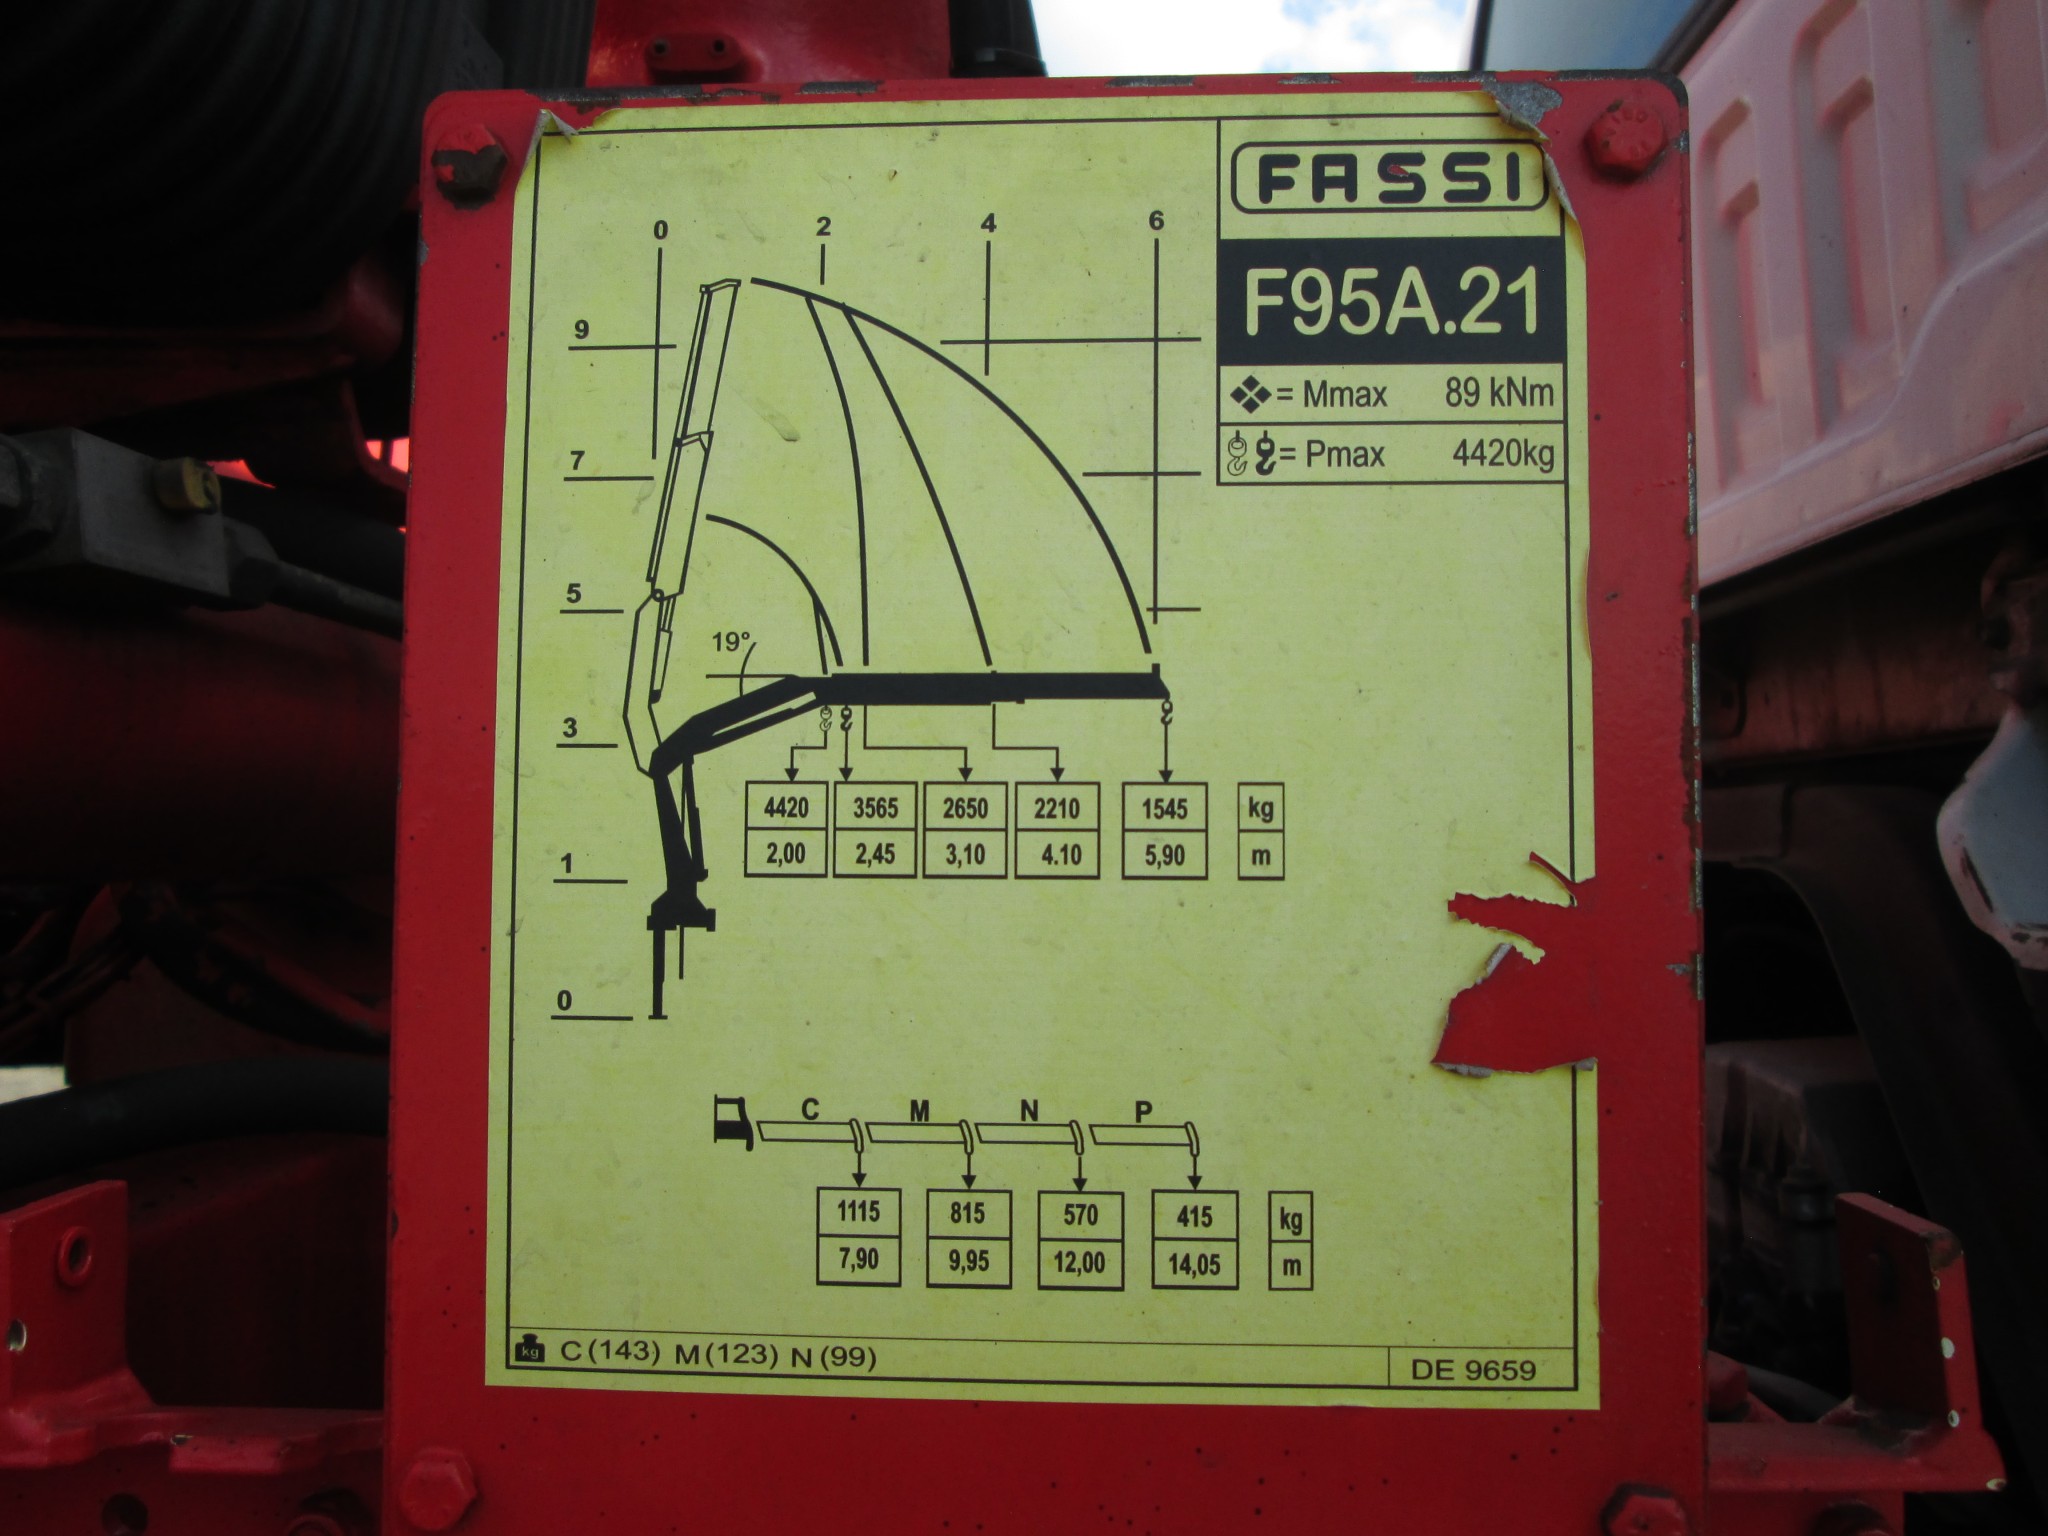 FASSI
F95A.21
= Mmax 89 kNm
= Pmax 4420kg
0 2 4 6
9
7
5
19°
3
1
0
4420 3565 2650 2210 1545 kg
2,00 2,45 3,10 4.10 5,90 m
C M N P
1115 815 570 415 kg
7,90 9,95 12,00 14,05 m
kg C (143) M (123) N (99)
DE 9659